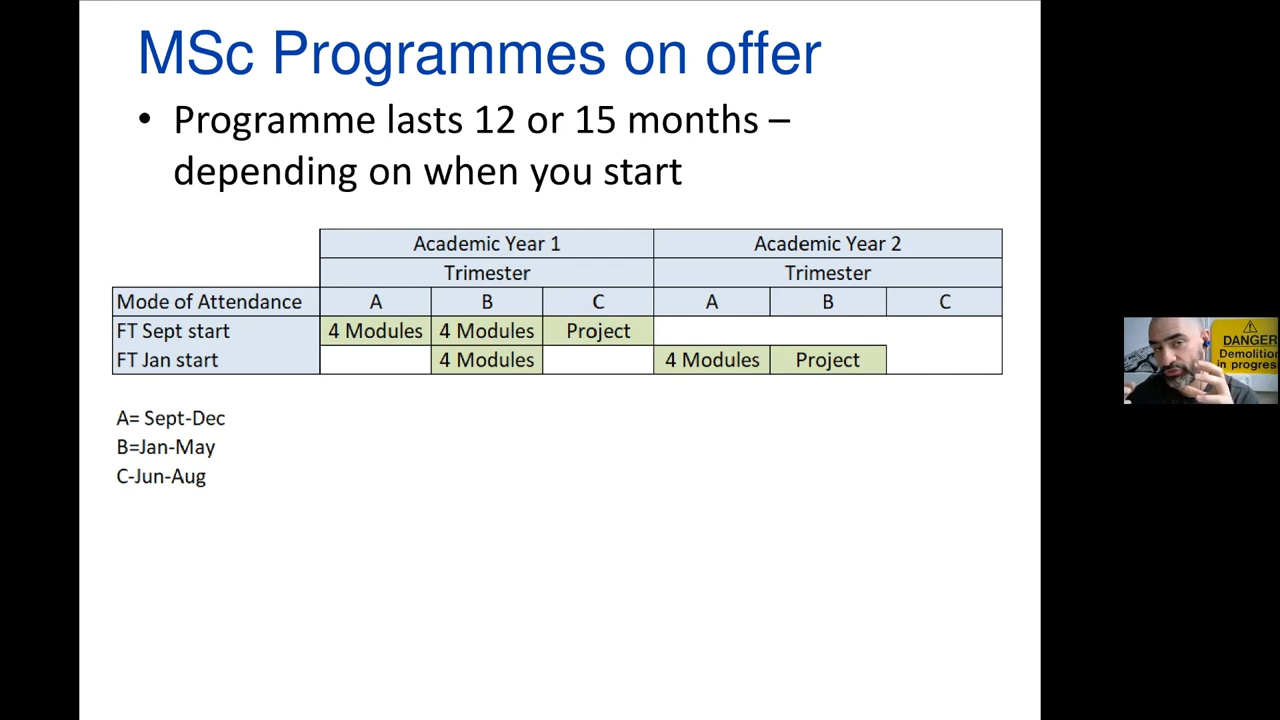 MSc Programmes on offer
• Programme lasts 12 or 15 months –
depending on when you start
Academic Year 1 Academic Year 2
Trimester Trimester
Mode of Attendance A B C A B C
FT Sept start 4 Modules 4 Modules Project
FT Jan start 4 Modules 4 Modules Project
A= Sept-Dec
B=Jan-May
C-Jun-Aug
DANGER
Demolition
in progress